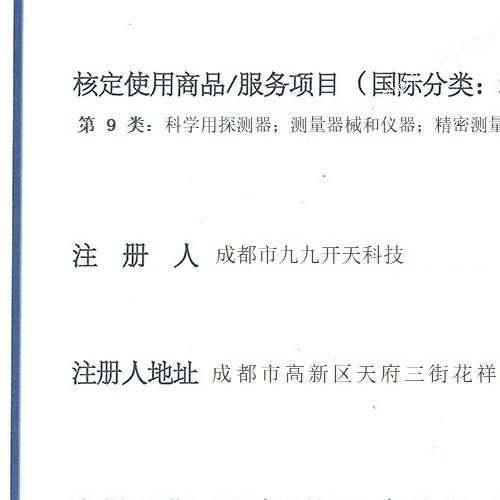 核定使用商品/服务项目（国际分类：
第 9 类：科学用探测器；测量器械和仪器；精密测量
注 册 人 成都市九九开天科技
注册人地址 成都市高新区天府三街花祥